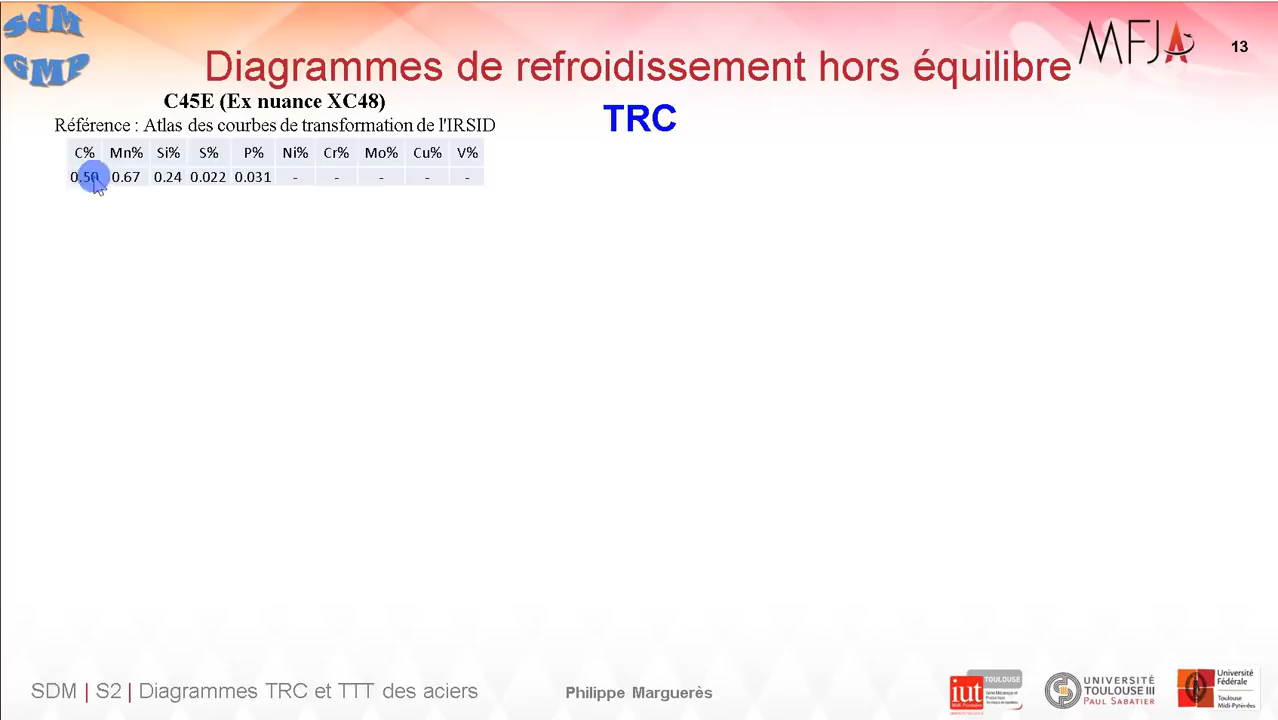 SdM
GMP
Diagrammes de refroidissement hors équilibre
MFJA
13
C45E (Ex nuance XC48)
TRC
Référence : Atlas des courbes de transformation de l'IRSID
C% Mn% Si% S% P% Ni% Cr% Mo% Cu% V%
0.50 0.67 0.24 0.022 0.031 - - - - -
SDM | S2 | Diagrammes TRC et TTT des aciers
Philippe Marguerès
iut
Midi-Pyrénées
TOULOUSE
UNIVERSITÉ
TOULOUSE III
PAUL SABATIER
Université
Fédérale
Toulouse
Midi-Pyrénées